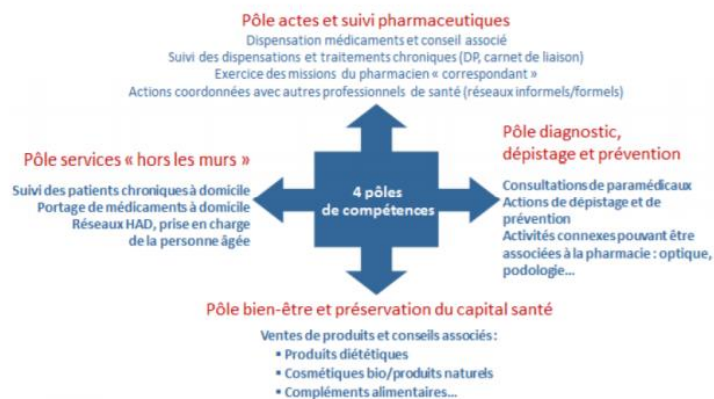 Pôle actes et suivi pharmaceutiques
Dispensation médicaments et conseil associé
Suivi des dispensations et traitements chroniques (DP, carnet de liaison)
Exercice des missions du pharmacien « correspondant »
Actions coordonnées avec autres professionnels de santé (réseaux informels/formels)
Pôle services « hors les murs »
Suivi des patients chroniques à domicile
Portage de médicaments à domicile
Réseaux HAD, prise en charge
de la personne âgée
4 pôles
de compétences
Pôle diagnostic,
dépistage et prévention
Consultations de paramédicaux
Actions de dépistage et de
prévention
Activités connexes pouvant être
associées à la pharmacie : optique,
podologie...
Pôle bien-être et préservation du capital santé
Ventes de produits et conseils associés :
▪ Produits diététiques
▪ Cosmétiques bio/produits naturels
▪ Compléments alimentaires...